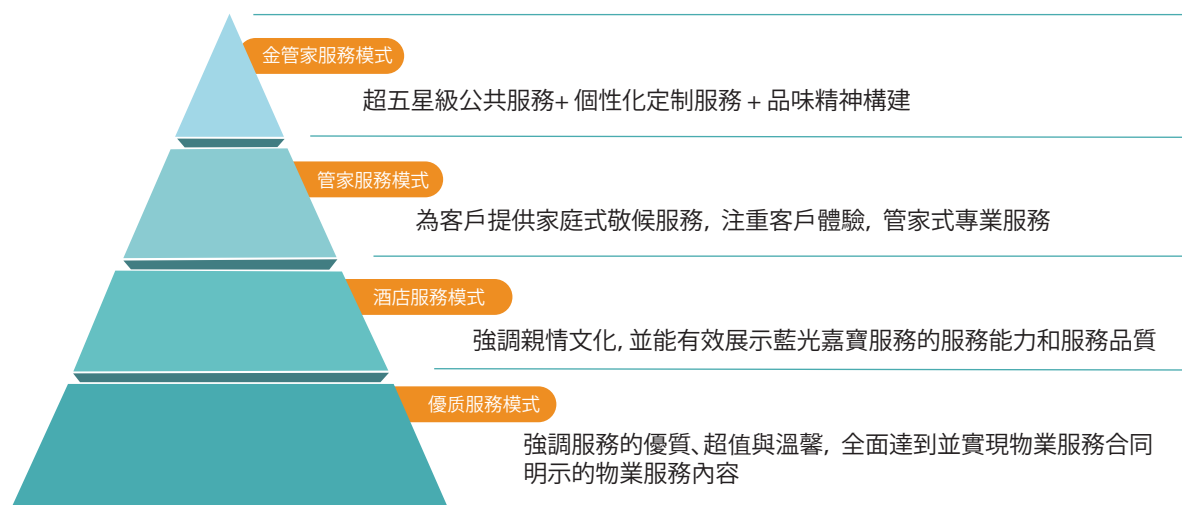 金管家服務模式
超五星級公共服務+ 個性化定制服務 + 品味精神構建
管家服務模式
為客戶提供家庭式敬候服務, 注重客戶體驗, 管家式專業服務
酒店服務模式
強調親情文化, 並能有效展示藍光嘉寶服務的服務能力和服務品質
優质服務模式
強調服務的優質、超值與溫馨, 全面達到並實現物業服務合同
明示的物業服務內容